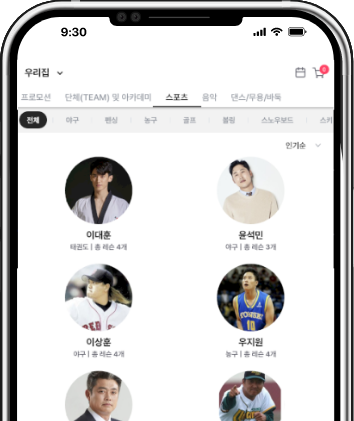 9:30
우리집
프로모션 단체(TEAM) 및 아카데미 스포츠 음악 댄스/무용/바둑
전체 야구 펜싱 농구 골프 볼링 스노우보드 스키
인기순
이대훈 윤석민
태권도 | 총 레슨 4개 야구 | 총 레슨 3개
이상훈 우지원
야구 | 총 레슨 4개 농구 | 총 레슨 4개